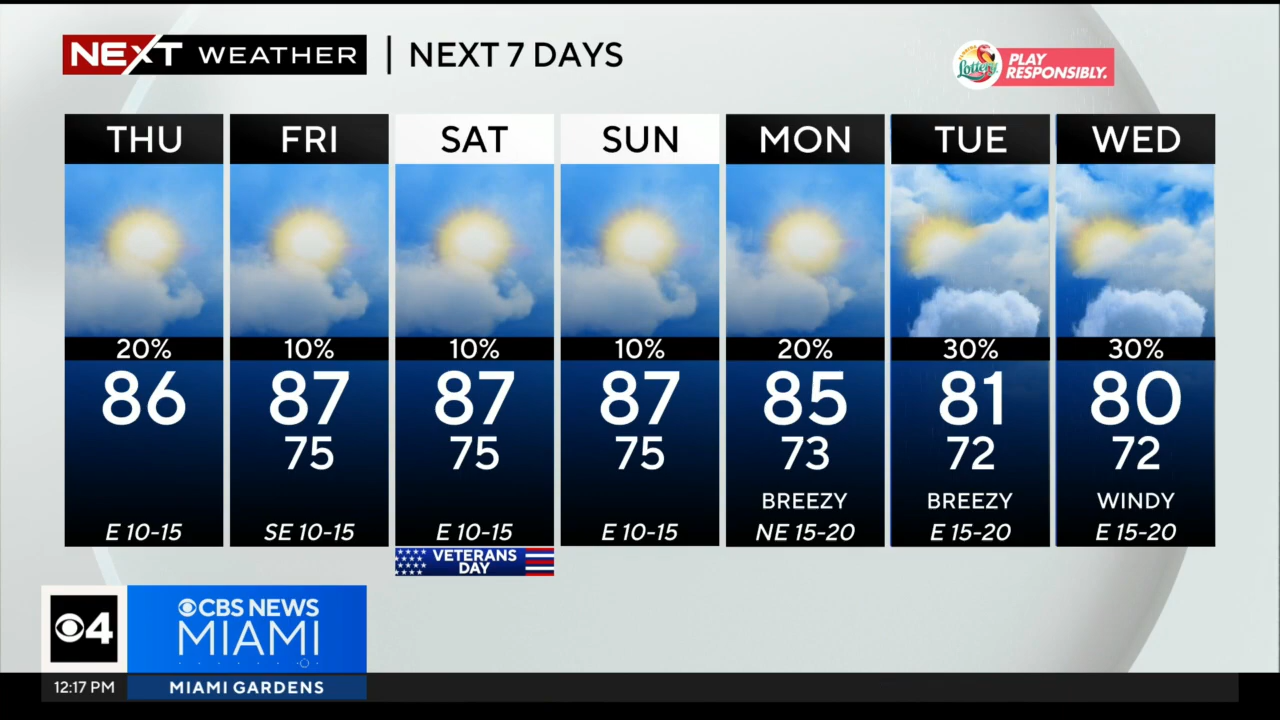 NEXT WEATHER | NEXT 7 DAYS
FLORIDA
Lottery
PLAY
RESPONSIBLY.
THU FRI SAT SUN MON TUE WED
20% 10% 10% 10% 20% 30% 30%
86 87 87 87 85 81 80
75 75 75 73 72 72
BREEZY BREEZY WINDY
E 10-15 SE 10-15 E 10-15 E 10-15 NE 15-20 E 15-20 E 15-20
VETERANS
DAY
4
CBS NEWS
MIAMI
12:17 PM MIAMI GARDENS